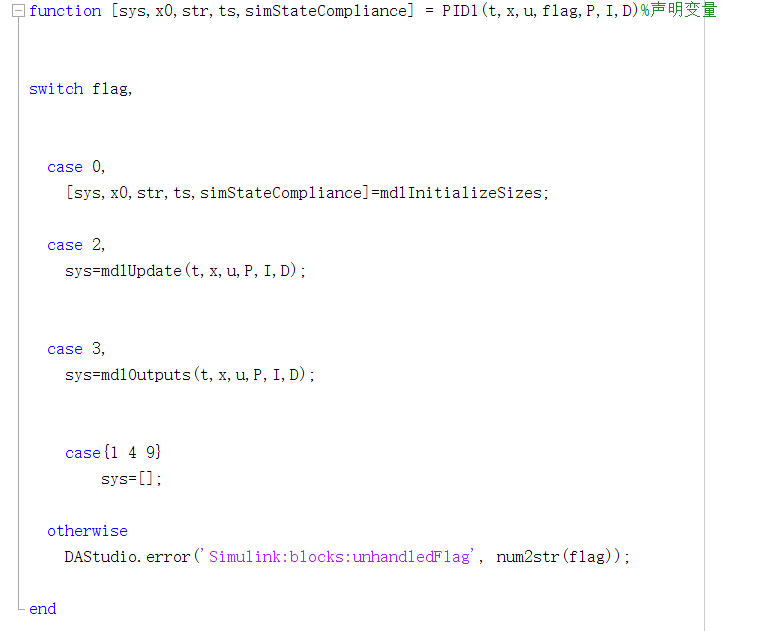 function [sys,x0,str,ts,simStateCompliance] = PID1(t,x,u,flag,P,I,D)%声明变量
switch flag,
case 0,
[sys,x0,str,ts,simStateCompliance]=mdlInitializeSizes;
case 2,
sys=mdlUpdate(t,x,u,P,I,D);
case 3,
sys=mdlOutputs(t,x,u,P,I,D);
case{1 4 9}
sys=[];
otherwise
DAStudio.error('Simulink:blocks:unhandledFlag', num2str(flag));
end